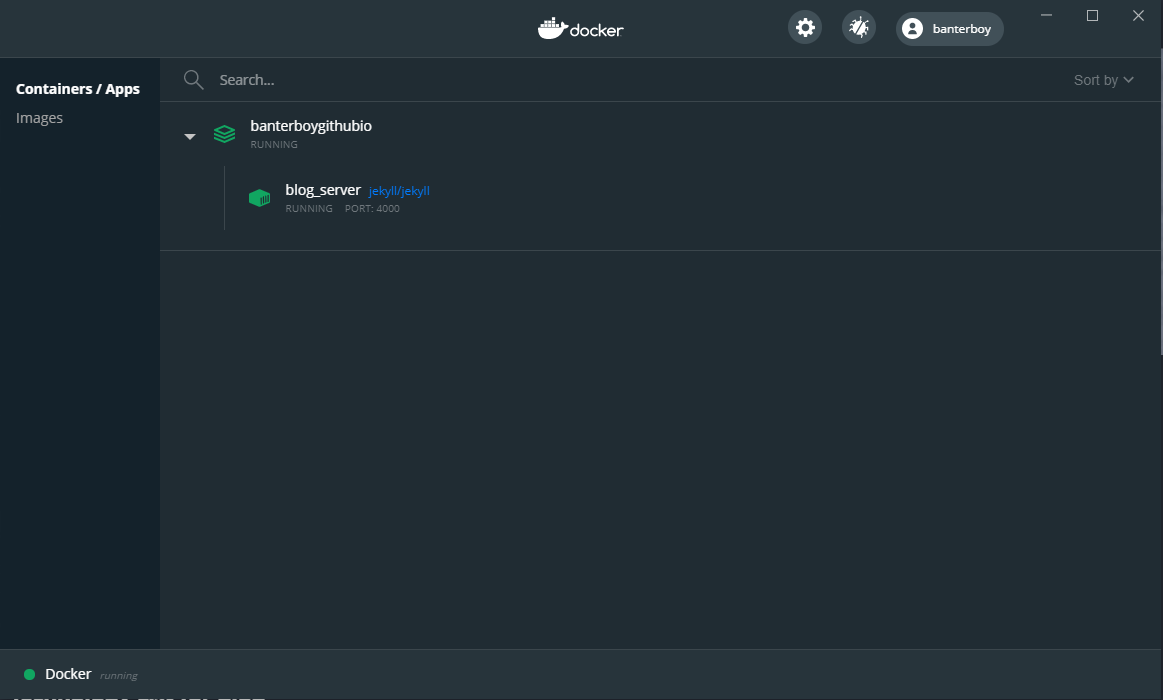 docker
banterboy
Containers / Apps
Images
Search...
Sort by
banterboygithubio
RUNNING
blog_server jekyll/jekyll
RUNNING PORT: 4000
Docker running